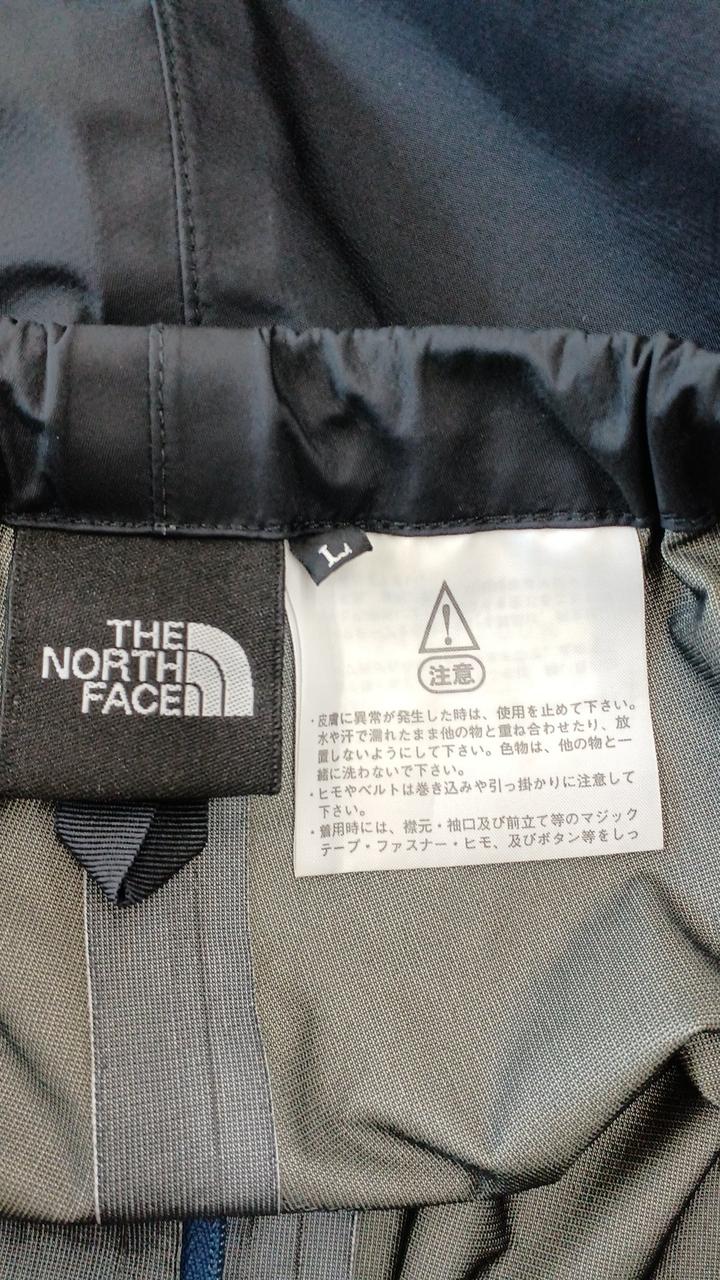 THE
NORTH
FACE
L
注意
・皮膚に異常が発生した時は、使用を止めて下さい。
水や汗で濡れたまま他の物と重ね合わせたり、放
置しないようにして下さい。色物は、他の物と一
緒に洗わないで下さい。
・ヒモやベルトは巻き込みや引っ掛かりに注意して
下さい。
・着用時には、襟元・袖口及び前立て等のマジック
テープ・ファスナー・ヒモ、及びボタン等をしっ